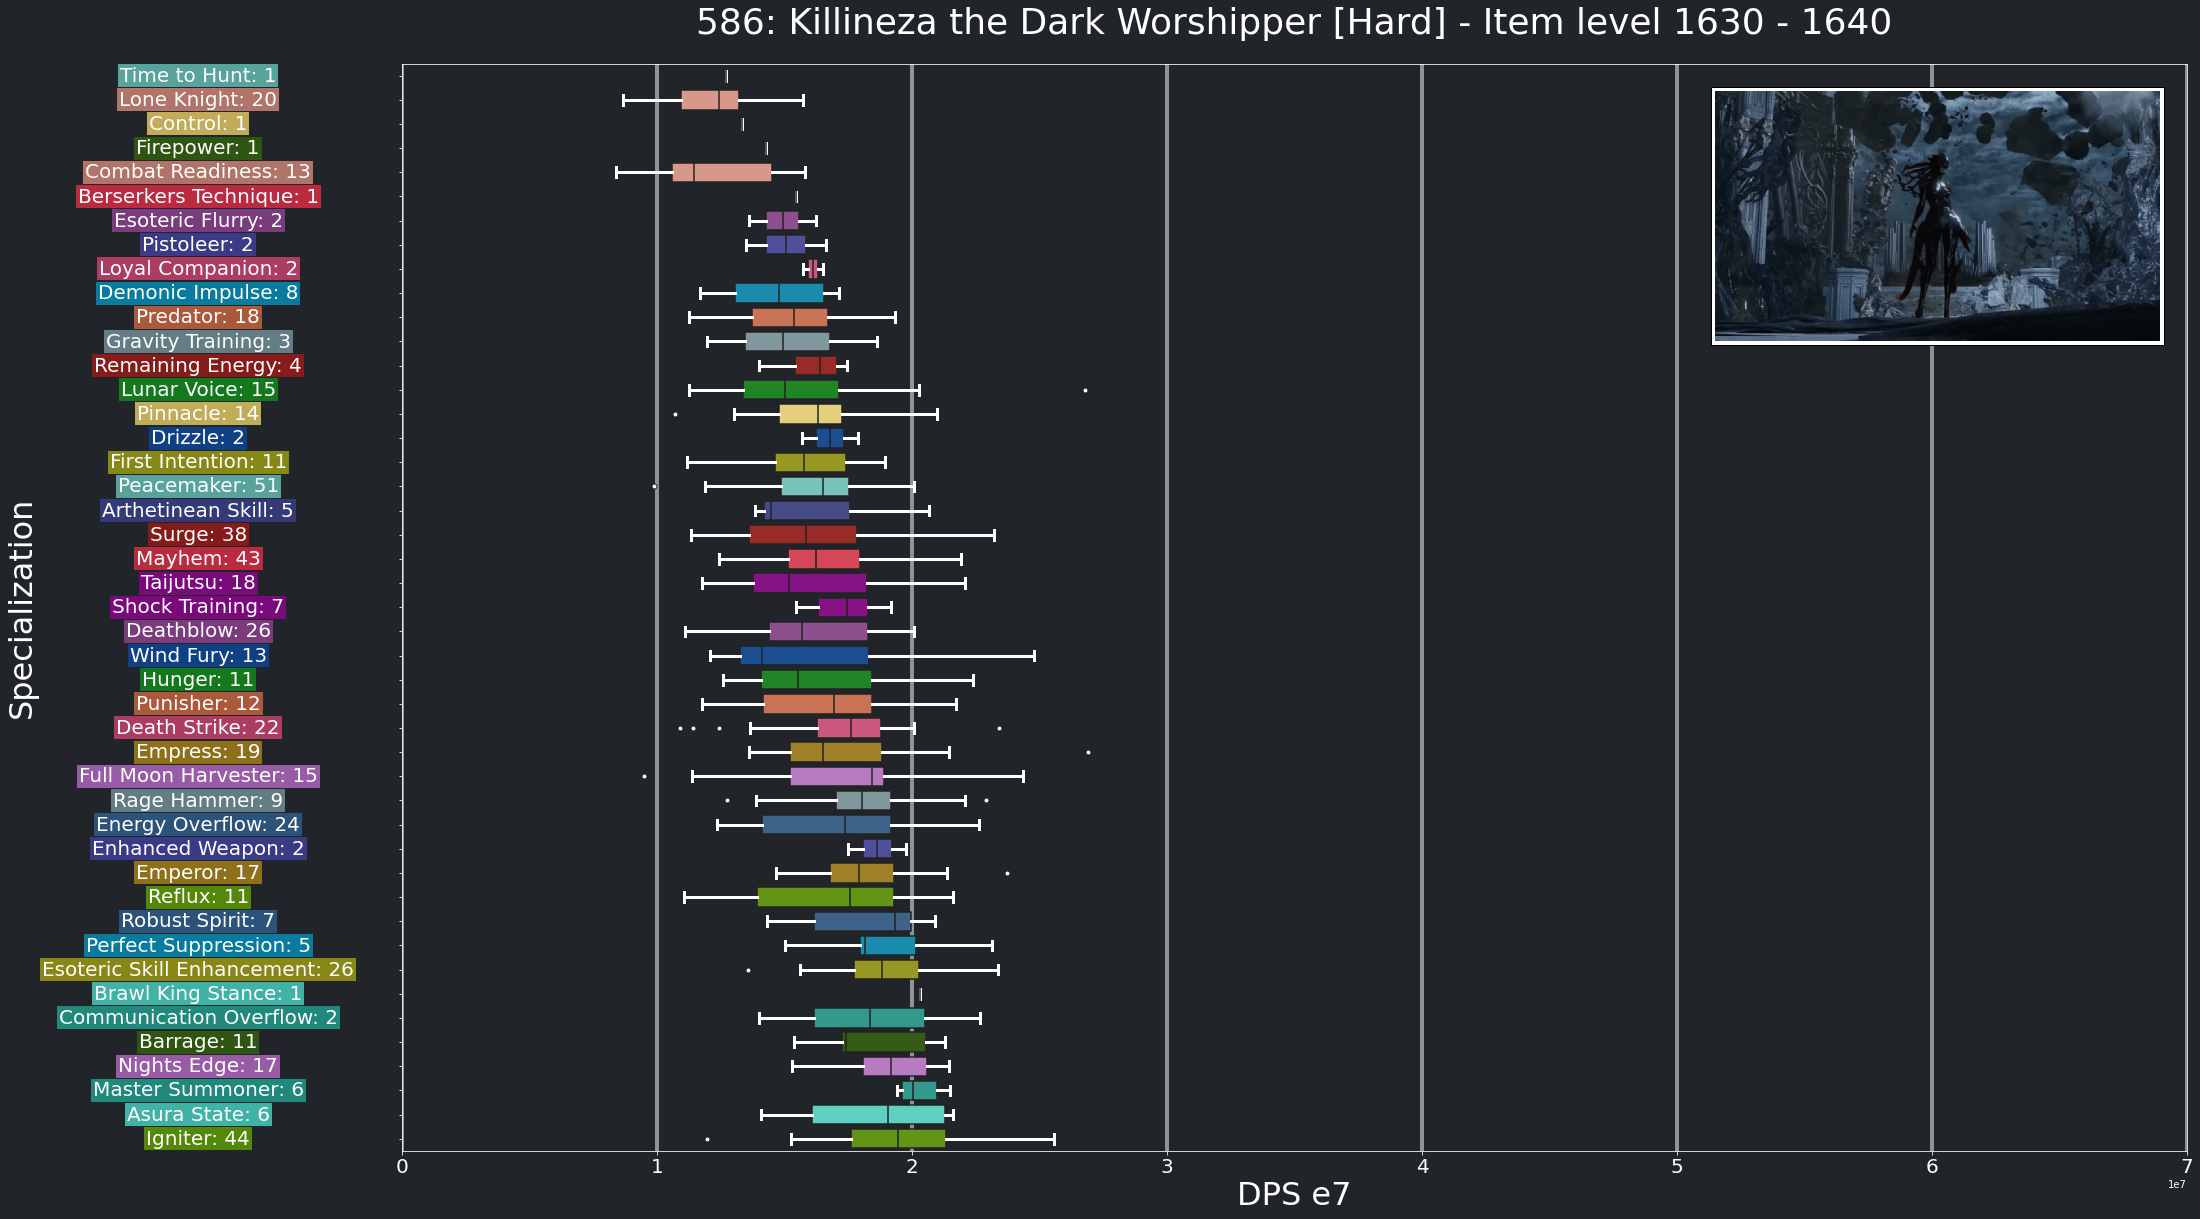 586: Killineza the Dark Worshipper [Hard] - Item level 1630 - 1640
Specialization
Time to Hunt: 1
Lone Knight: 20
Control: 1
Firepower: 1
Combat Readiness: 13
Berserkers Technique: 1
Esoteric Flurry: 2
Pistoleer: 2
Loyal Companion: 2
Demonic Impulse: 8
Predator: 18
Gravity Training: 3
Remaining Energy: 4
Lunar Voice: 15
Pinnacle: 14
Drizzle: 2
First Intention: 11
Peacemaker: 51
Arthetinean Skill: 5
Surge: 38
Mayhem: 43
Taijutsu: 18
Shock Training: 7
Deathblow: 26
Wind Fury: 13
Hunger: 11
Punisher: 12
Death Strike: 22
Empress: 19
Full Moon Harvester: 15
Rage Hammer: 9
Energy Overflow: 24
Enhanced Weapon: 2
Emperor: 17
Reflux: 11
Robust Spirit: 7
Perfect Suppression: 5
Esoteric Skill Enhancement: 26
Brawl King Stance: 1
Communication Overflow: 2
Barrage: 11
Nights Edge: 17
Master Summoner: 6
Asura State: 6
Igniter: 44
0 1 2 3 4 5 6 7
1e7
DPS e7